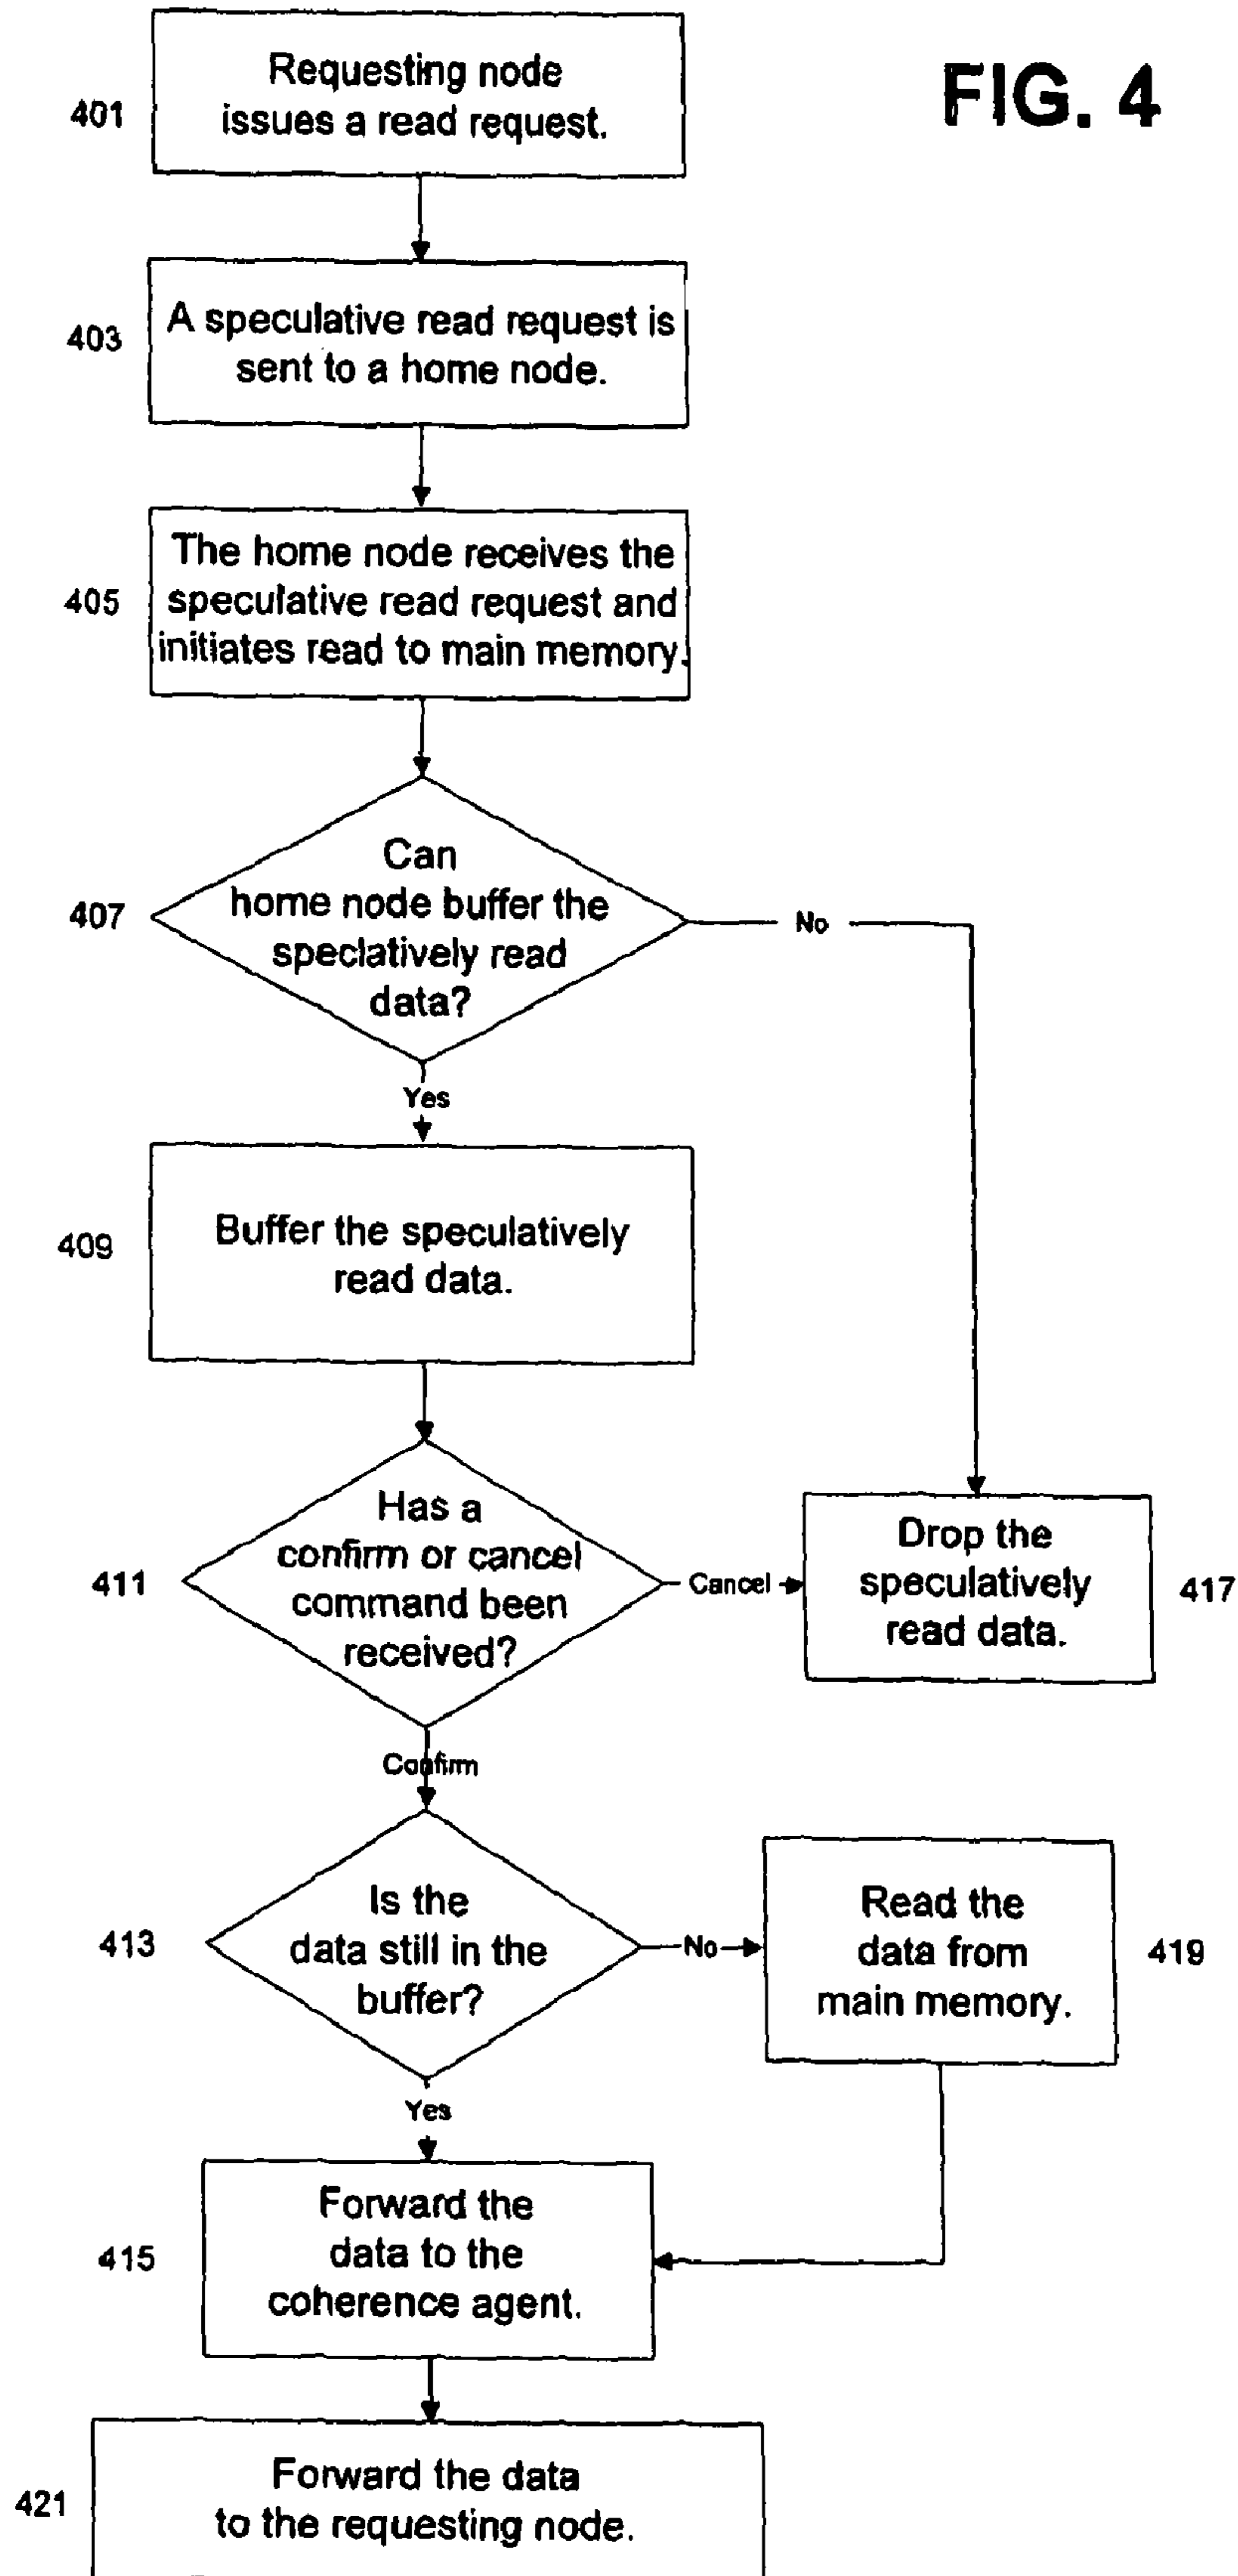 FIG. 4
401
Requesting node
issues a read request.
403
A speculative read request is
sent to a home node.
405
The home node receives the
speculative read request and
initiates read to main memory.
407
Can
home node buffer the
speclatively read
data?
No
Yes
409
Buffer the speculatively
read data.
411
Has a
confirm or cancel
command been
received?
Cancel
Drop the
speculatively
read data.
417
Confirm
413
Is the
data still in the
buffer?
No
Read the
data from
main memory.
419
Yes
415
Forward the
data to the
coherence agent.
421
Forward the data
to the requesting node.